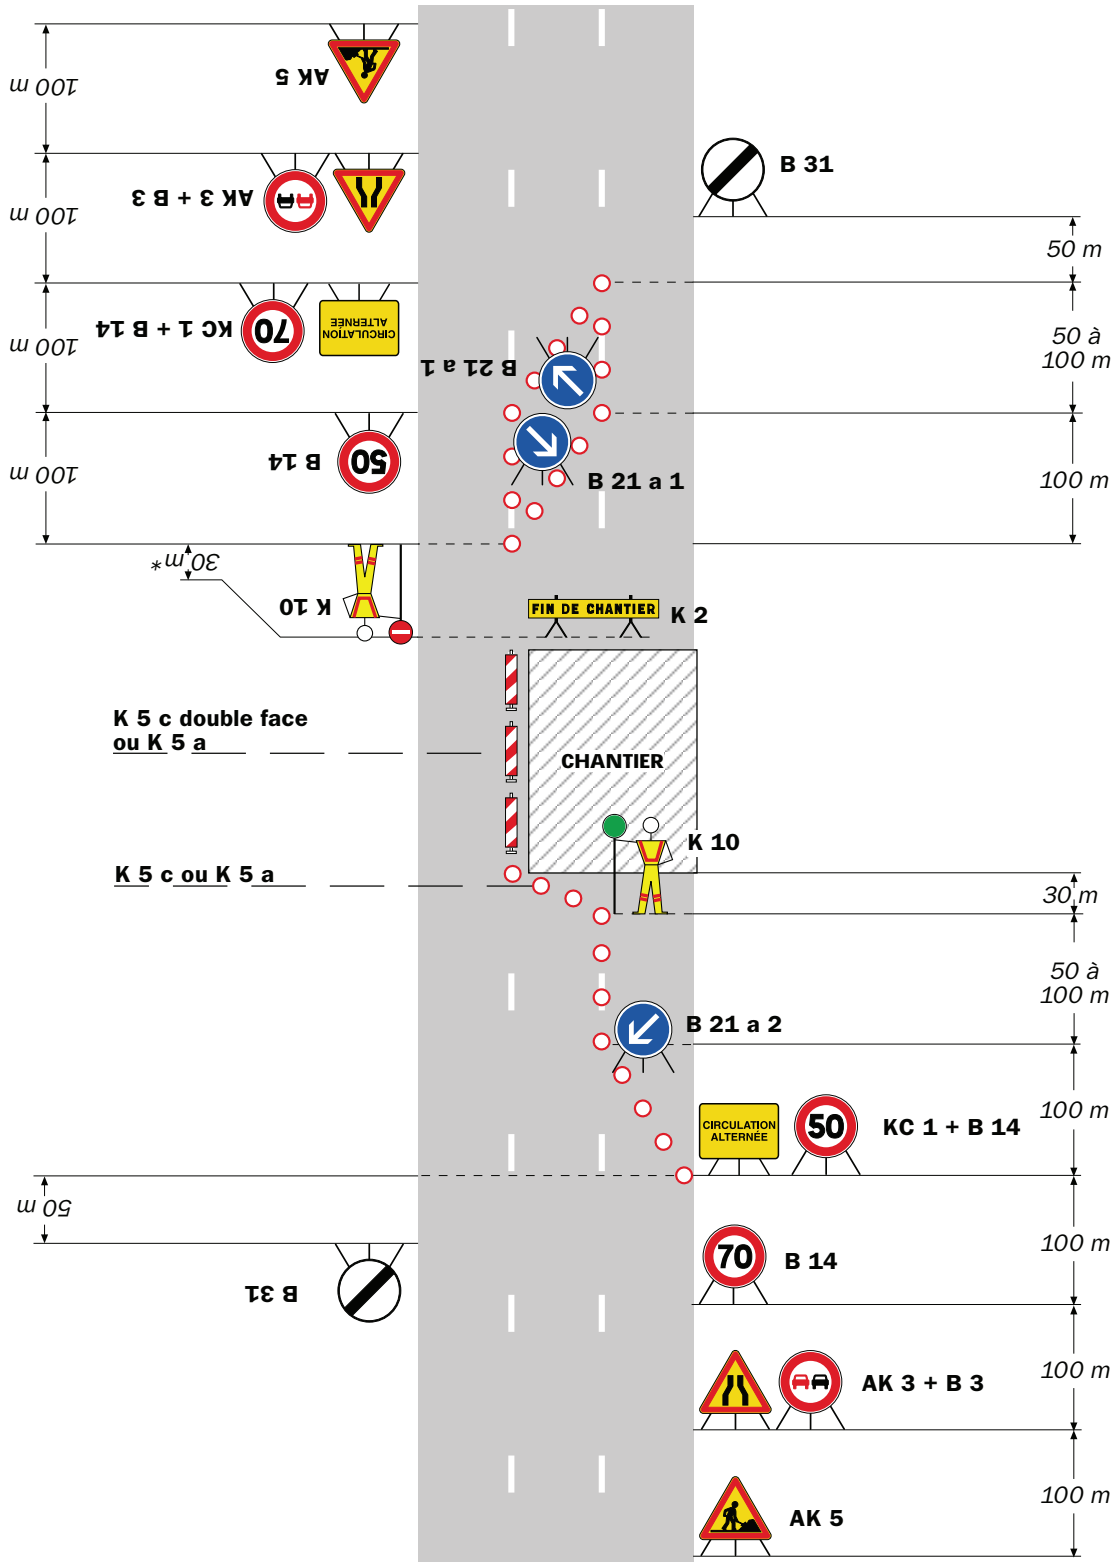 100 m
AK 5
100 m
AK 3 + B 3
B 31
50 m
100 m
KC 1 + B 14
70
CIRCULATION
ALTERNÉE
B 21 a 1
50 à
100 m
100 m
B 14
50
B 21 a 1
100 m
30 m*
K 10
FIN DE CHANTIER
K 2
K 5 c double face
ou K 5 a
CHANTIER
K 10
K 5 c ou K 5 a
30 m
50 à
100 m
B 21 a 2
CIRCULATION
ALTERNÉE
50
KC 1 + B 14
100 m
50 m
B 31
70
B 14
100 m
AK 3 + B 3
100 m
AK 5
100 m